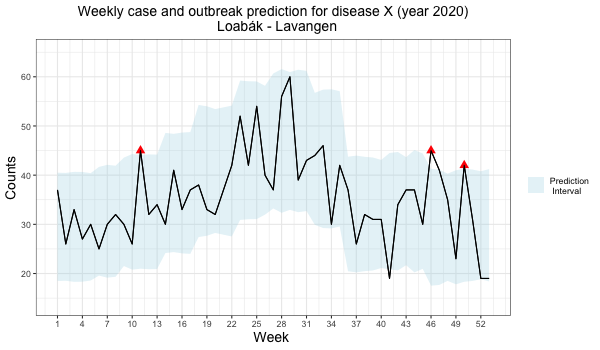 Weekly case and outbreak prediction for disease X (year 2020)
Loabák - Lavangen
Counts
60
50
40
30
20
1 4 7 10 13 16 19 22 25 28 31 34 37 40 43 46 49 52
Week
Prediction
Interval